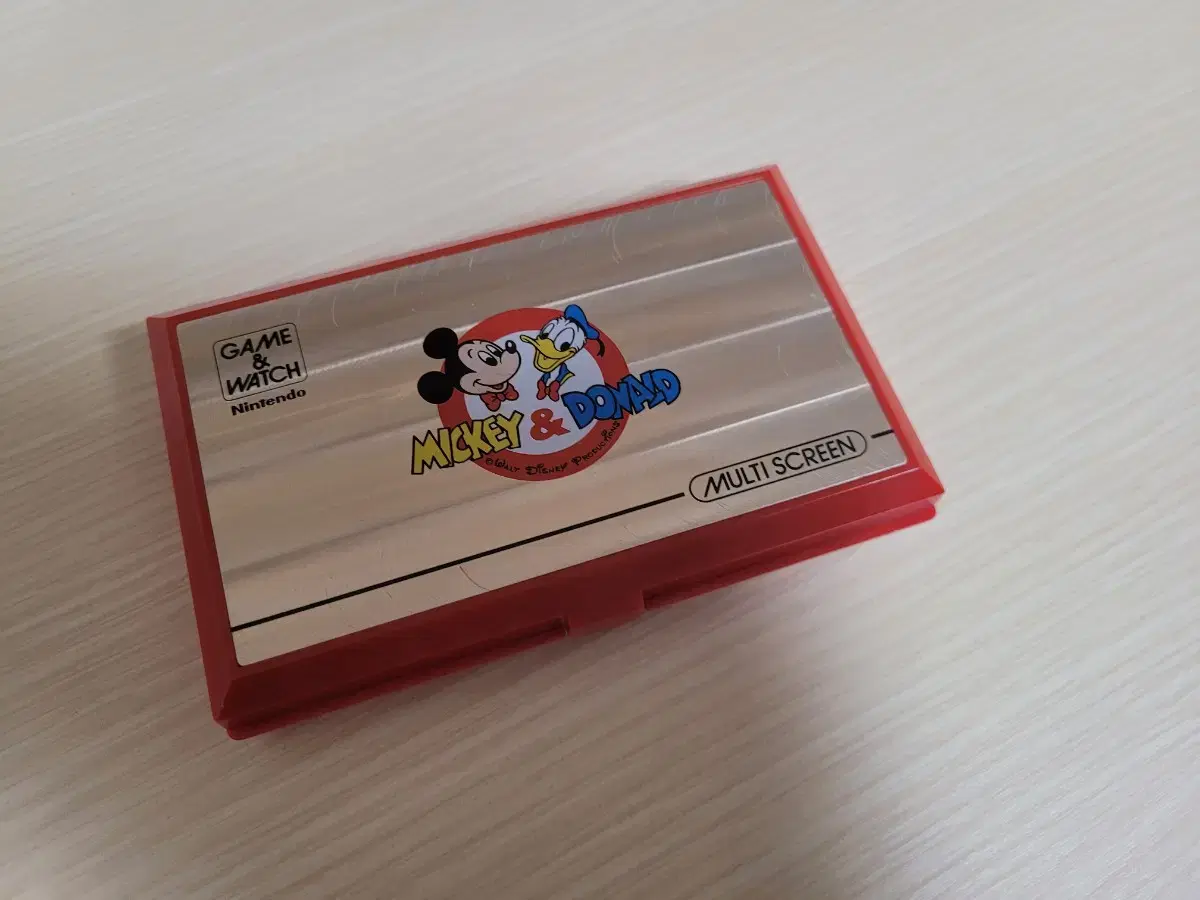 GAME
&
WATCH
Nintendo
MICKEY & DONALD
©WALT DISNEY PRODUCTIONS
MULTI SCREEN